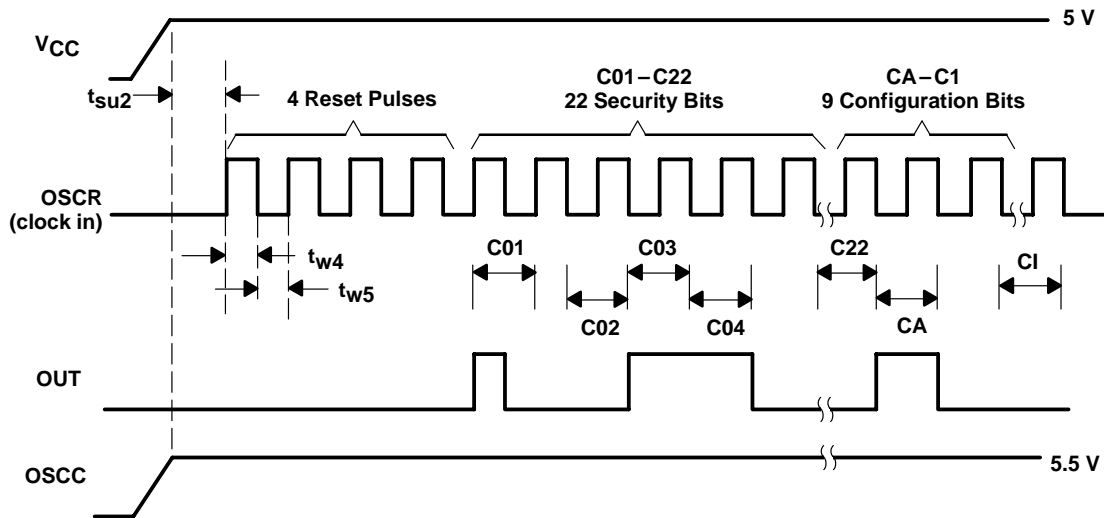 VCC
5 V
tsu2
4 Reset Pulses
C01–C22
22 Security Bits
CA–C1
9 Configuration Bits
OSCR
(clock in)
tw4
tw5
C01
C03
C22
CI
C02
C04
CA
OUT
OSCC
5.5 V